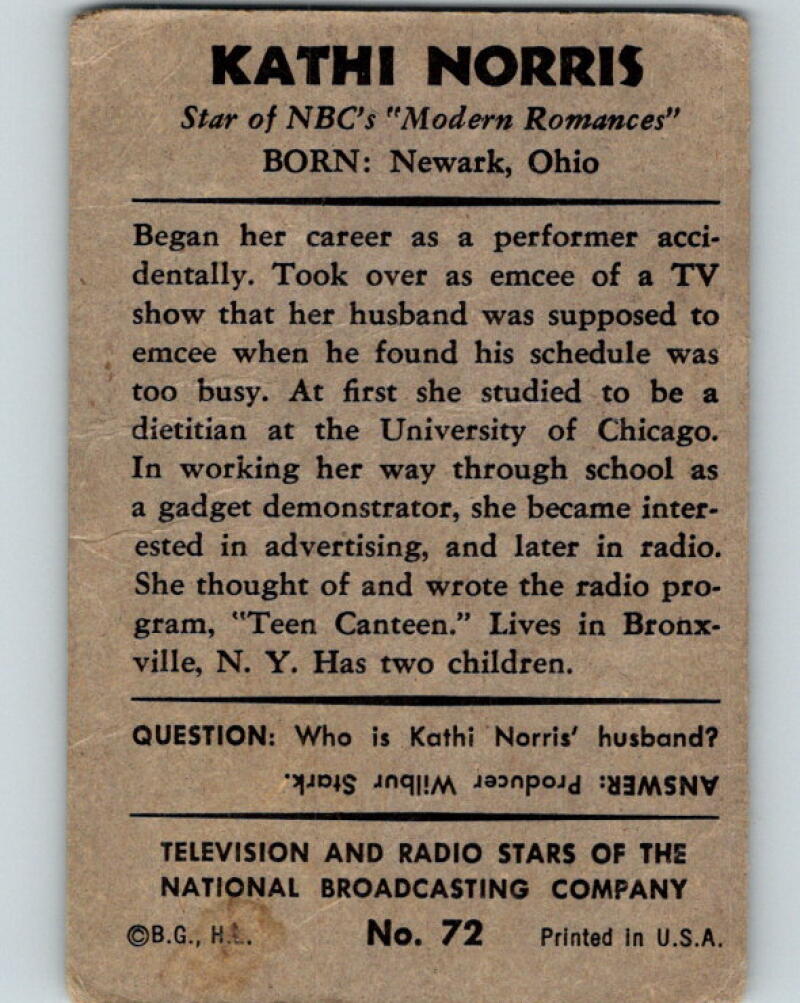 KATHI NORRIS
Star of NBC's "Modern Romances"
BORN: Newark, Ohio
Began her career as a performer acci-
dentally. Took over as emcee of a TV
show that her husband was supposed to
emcee when he found his schedule was
too busy. At first she studied to be a
dietitian at the University of Chicago.
In working her way through school as
a gadget demonstrator, she became inter-
ested in advertising, and later in radio.
She thought of and wrote the radio pro-
gram, "Teen Canteen." Lives in Bronx-
ville, N. Y. Has two children.
QUESTION: Who is Kathi Norris' husband?
ANSWER: Producer Wilbur Stark.
TELEVISION AND RADIO STARS OF THE
NATIONAL BROADCASTING COMPANY
©B.G., H.L. No. 72 Printed in U.S.A.